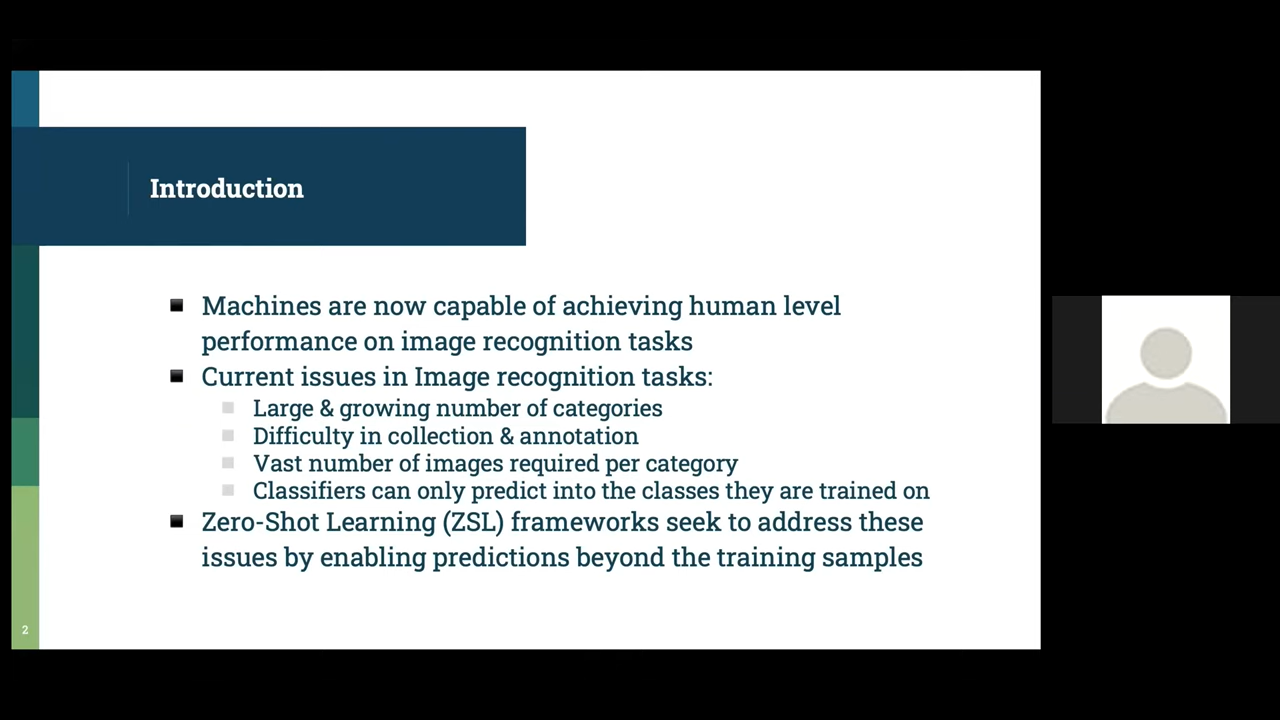 Introduction
Machines are now capable of achieving human level
performance on image recognition tasks
Current issues in Image recognition tasks:
Large & growing number of categories
Difficulty in collection & annotation
Vast number of images required per category
Classifiers can only predict into the classes they are trained on
Zero-Shot Learning (ZSL) frameworks seek to address these
issues by enabling predictions beyond the training samples
2